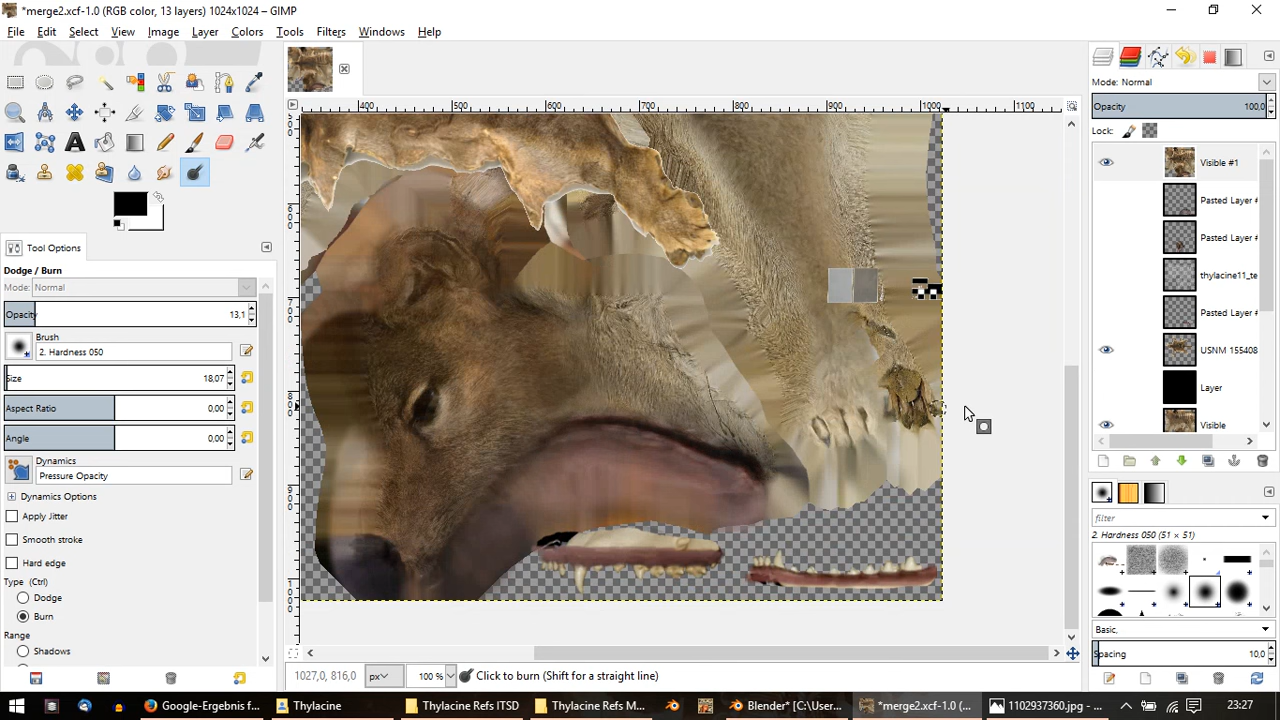 *merge2.xcf-1.0 (RGB color, 13 layers) 1024x1024 – GIMP
File Edit Select View Image Layer Colors Tools Filters Windows Help
Mode: Normal
400 500 600 700 800 900 1000 1100
Opacity 100,0
Lock:
Visible #1
Pasted Layer #
Pasted Layer #
thylacine11_te
Pasted Layer #
USNM 155408
Layer
Visible
Tool Options
Dodge / Burn
Mode: Normal
Opacity 13,1
Brush
2. Hardness 050
Size 18,07
Aspect Ratio 0,00
Angle 0,00
Dynamics
Pressure Opacity
Dynamics Options
Apply Jitter
Smooth stroke
Hard edge
Type (Ctrl)
Dodge
Burn
Range
Shadows
filter
2. Hardness 050 (51 × 51)
Basic,
Spacing 10,0
1027,0, 816,0 px 100 % Click to burn (Shift for a straight line)
Google-Ergebnis f... Thylacine Thylacine Refs ITSD Thylacine Refs M... Blender* [C:\Users... *merge2.xcf-1.0 (... 1102937360.jpg - ... 23:27